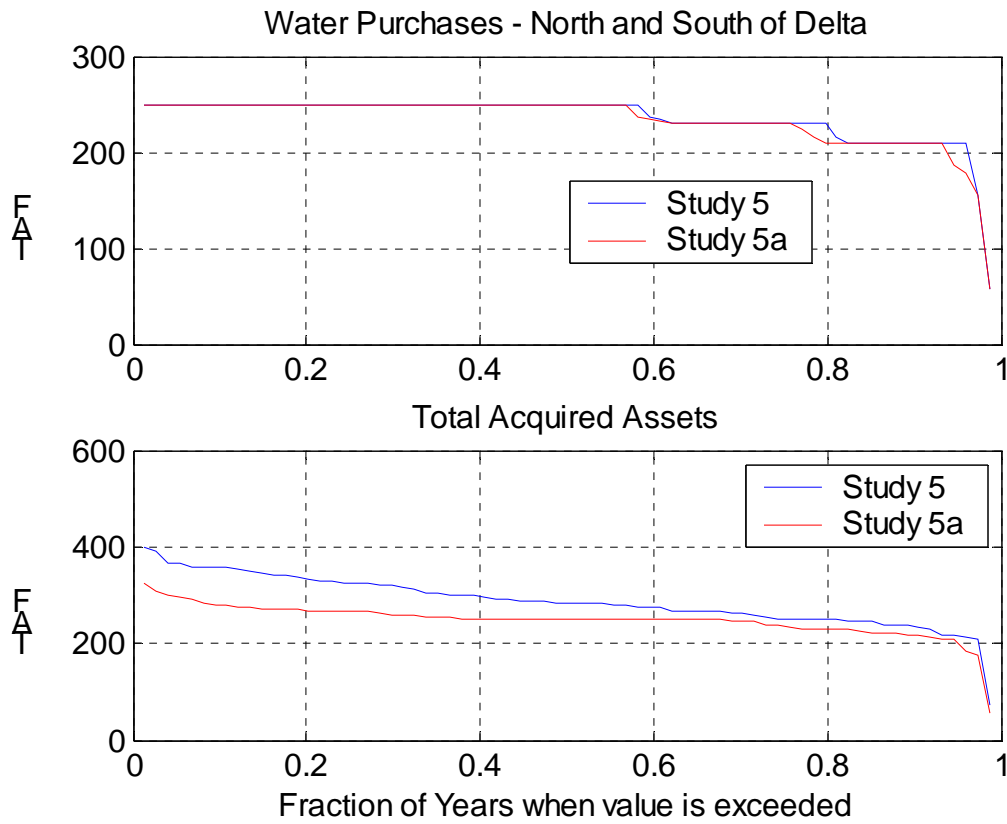 Water Purchases - North and South of Delta
300
200
100
0
TAF
Study 5
Study 5a
0
0.2
0.4
0.6
0.8
1
Total Acquired Assets
600
400
200
0
TAF
Study 5
Study 5a
0
0.2
0.4
0.6
0.8
1
Fraction of Years when value is exceeded